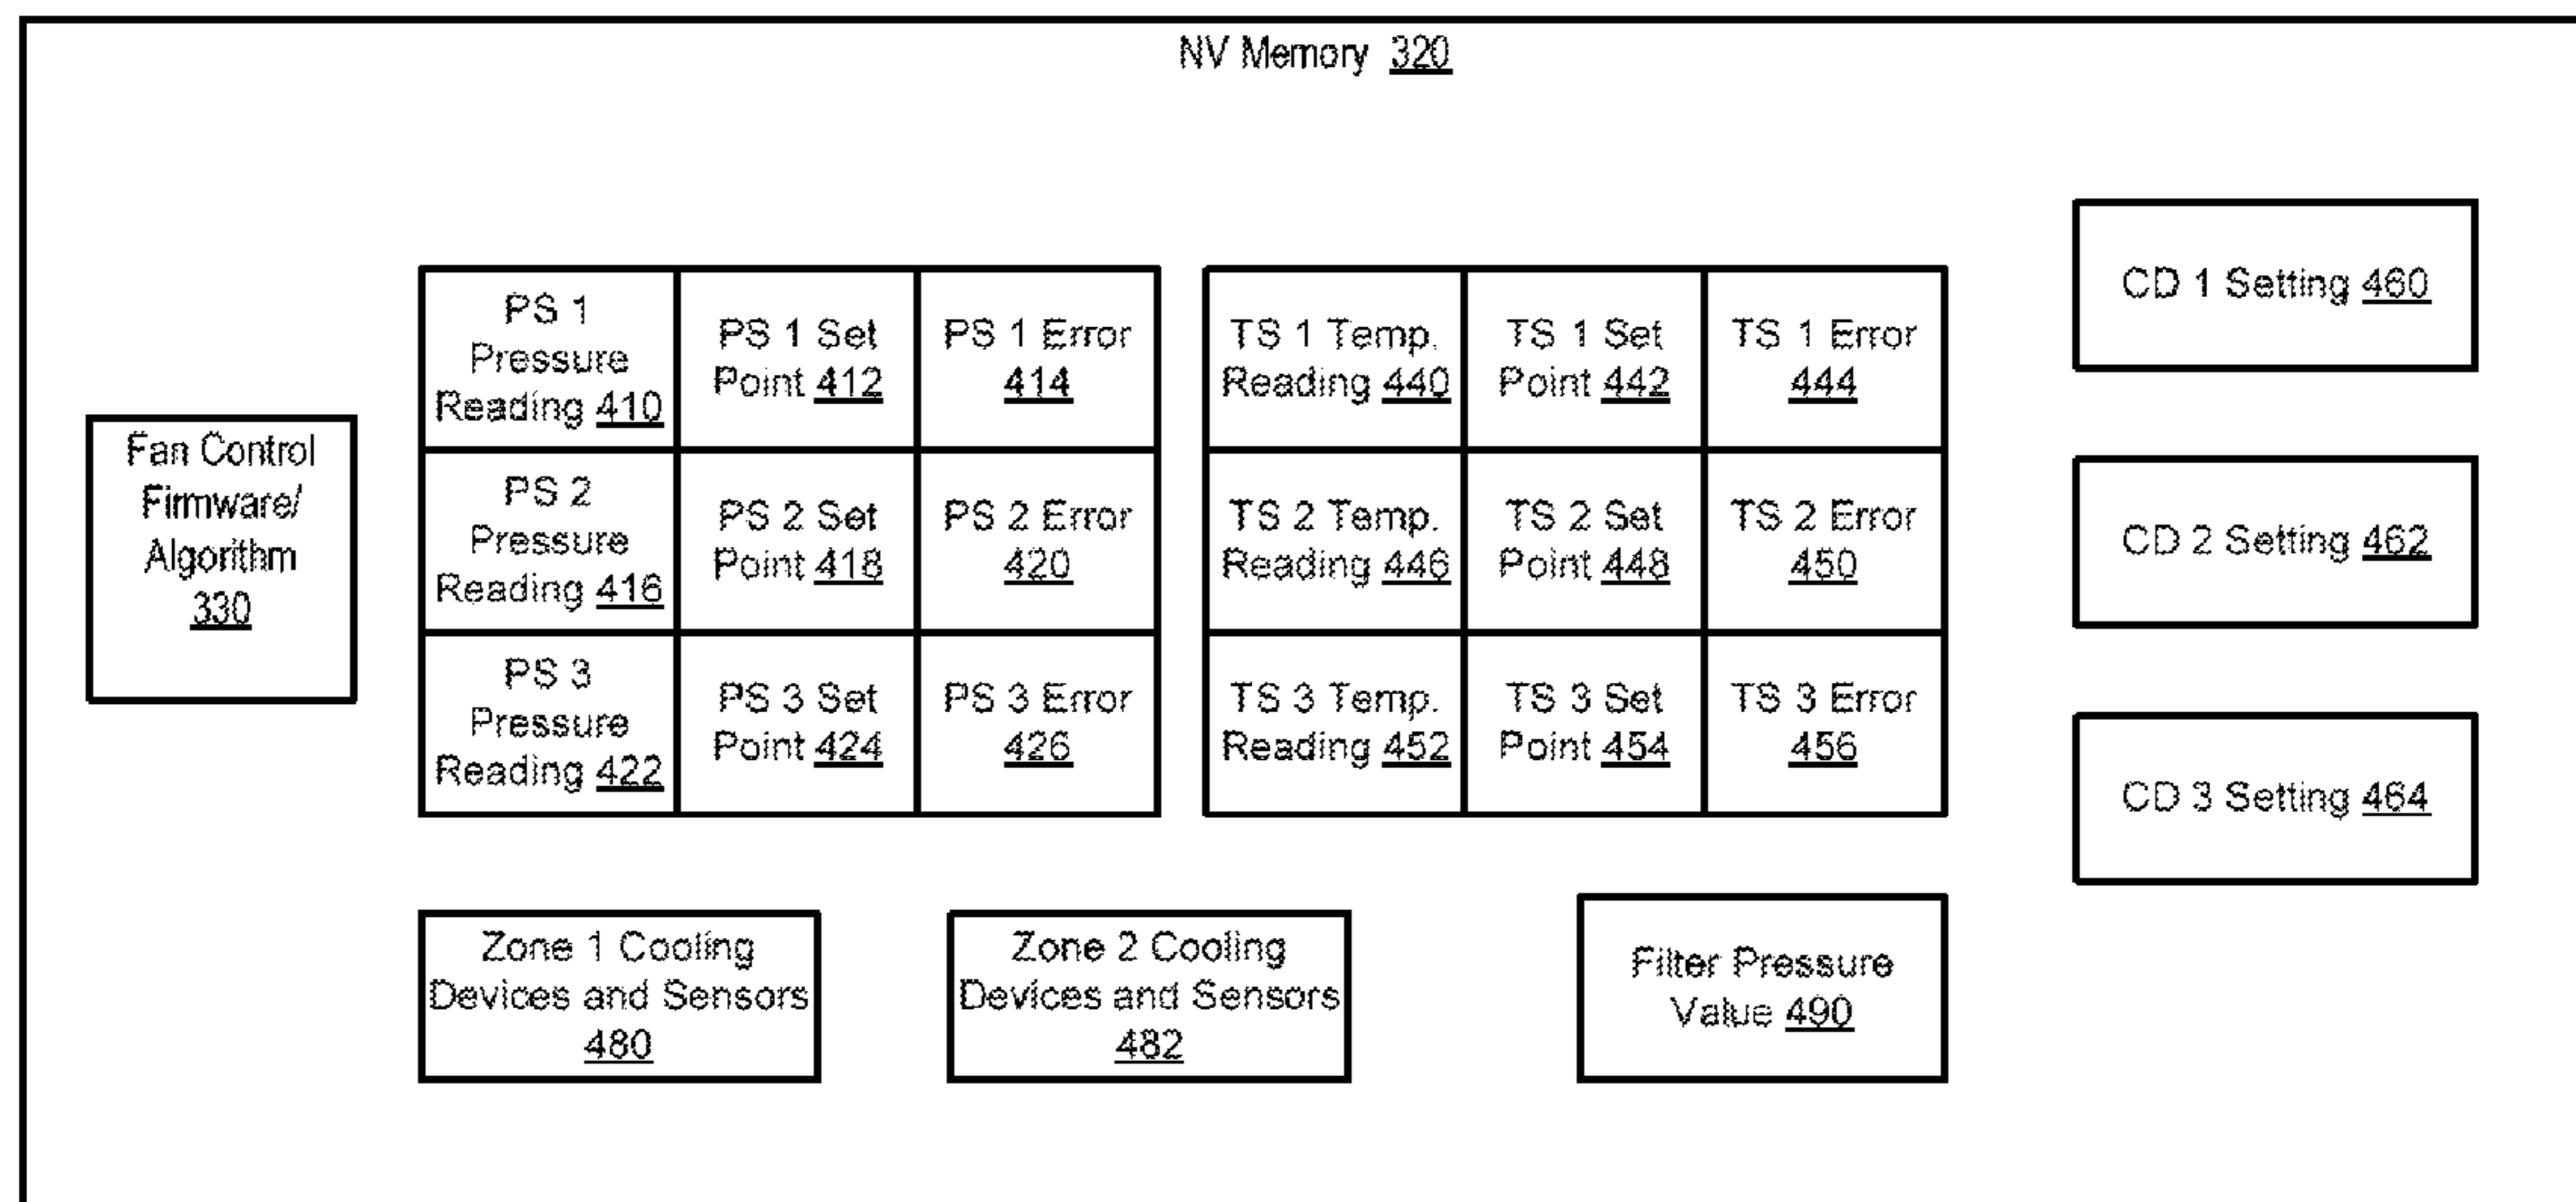 NV Memory 320
Fan Control
Firmware/
Algorithm
330
PS 1
Pressure
Reading 410
PS 1 Set
Point 412
PS 1 Error
414
PS 2
Pressure
Reading 416
PS 2 Set
Point 418
PS 2 Error
420
PS 3
Pressure
Reading 422
PS 3 Set
Point 424
PS 3 Error
426
TS 1 Temp.
Reading 440
TS 1 Set
Point 442
TS 1 Error
444
TS 2 Temp.
Reading 446
TS 2 Set
Point 448
TS 2 Error
450
TS 3 Temp.
Reading 452
TS 3 Set
Point 454
TS 3 Error
456
CD 1 Setting 460
CD 2 Setting 462
CD 3 Setting 464
Zone 1 Cooling
Devices and Sensors
480
Zone 2 Cooling
Devices and Sensors
482
Filter Pressure
Value 490